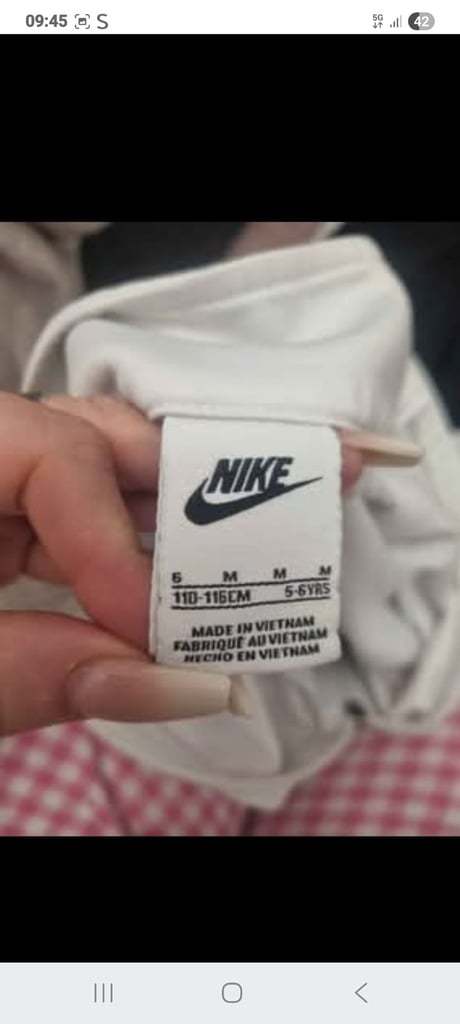 09:45 S 5G 42
NIKE
6 M M M
110-116CM 5-6YRS
MADE IN VIETNAM
FABRIQUÉ AU VIETNAM
HECHO EN VIETNAM